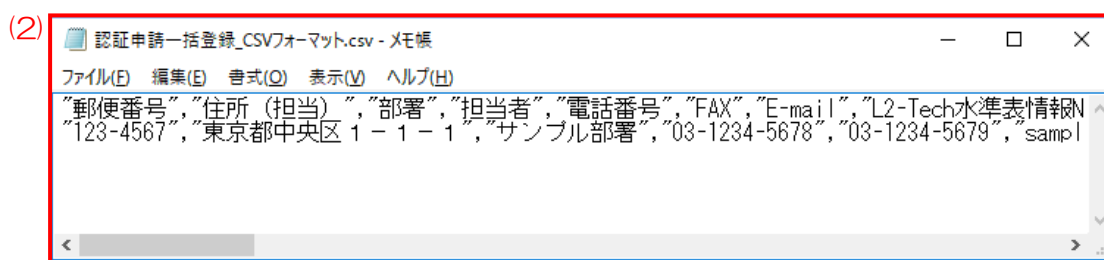 (2)
認証申請一括登録_CSVフォーマット.csv - メモ帳
ファイル(F) 編集(E) 書式(O) 表示(V) ヘルプ(H)
"郵便番号","住所（担当）","部署","担当者","電話番号","FAX","E-mail","L2-Tech水準表情報N
"123-4567","東京都中央区１－１－１","サンプル部署","03-1234-5678","03-1234-5679","sampl